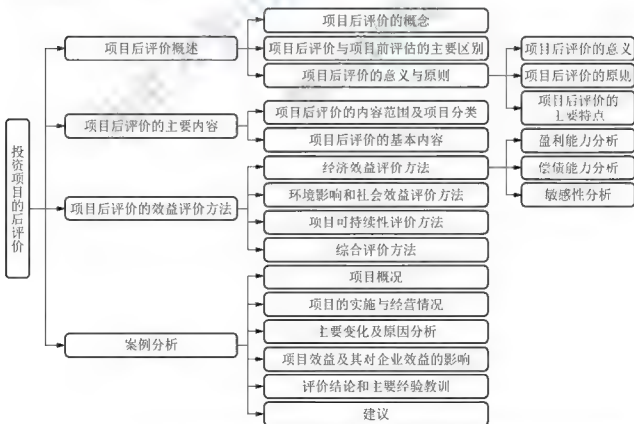 投资项目的后评价
项目后评价概述
项目后评价的概念
项目后评价与项目前评估的主要区别
项目后评价的意义与原则
项目后评价的意义
项目后评价的原则
项目后评价的
主要特点
项目后评价的主要内容
项目后评价的内容范围及项目分类
项目后评价的基本内容
项目后评价的效益评价方法
经济效益评价方法
盈利能力分析
偿债能力分析
敏感性分析
环境影响和社会效益评价方法
项目可持续性评价方法
综合评价方法
案例分析
项目概况
项目的实施与经营情况
主要变化及原因分析
项目效益及其对企业效益的影响
评价结论和主要经验教训
建议